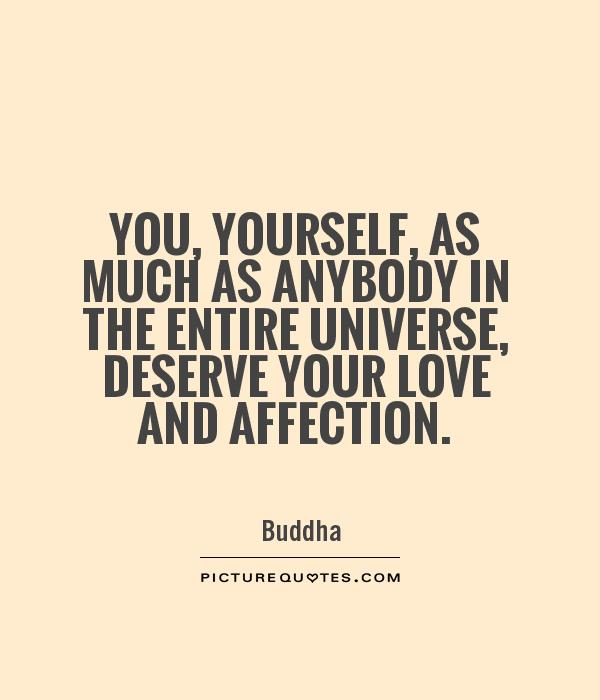 YOU, YOURSELF, AS
MUCH AS ANYBODY IN
THE ENTIRE UNIVERSE,
DESERVE YOUR LOVE
AND AFFECTION.
Buddha
PICTUREQUOTES.COM